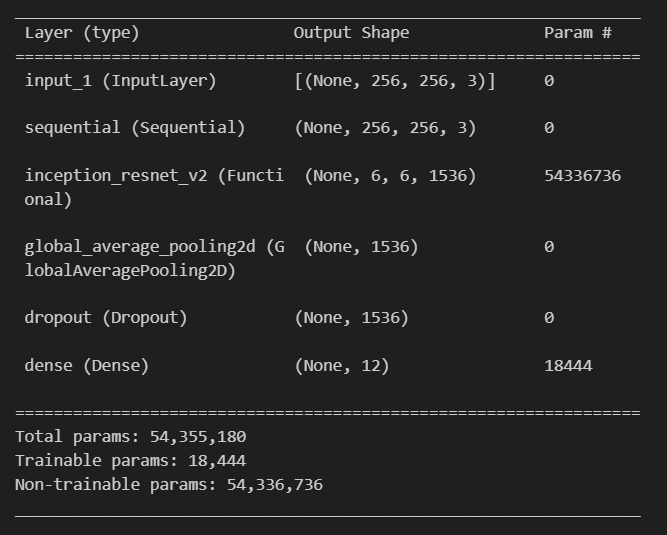 Layer (type) Output Shape Param #
=================================================================
input_1 (InputLayer) [(None, 256, 256, 3)] 0
sequential (Sequential) (None, 256, 256, 3) 0
inception_resnet_v2 (Functi (None, 6, 6, 1536) 54336736
onal)
global_average_pooling2d (G (None, 1536) 0
lobalAveragePooling2D)
dropout (Dropout) (None, 1536) 0
dense (Dense) (None, 12) 18444
=================================================================
Total params: 54,355,180
Trainable params: 18,444
Non-trainable params: 54,336,736